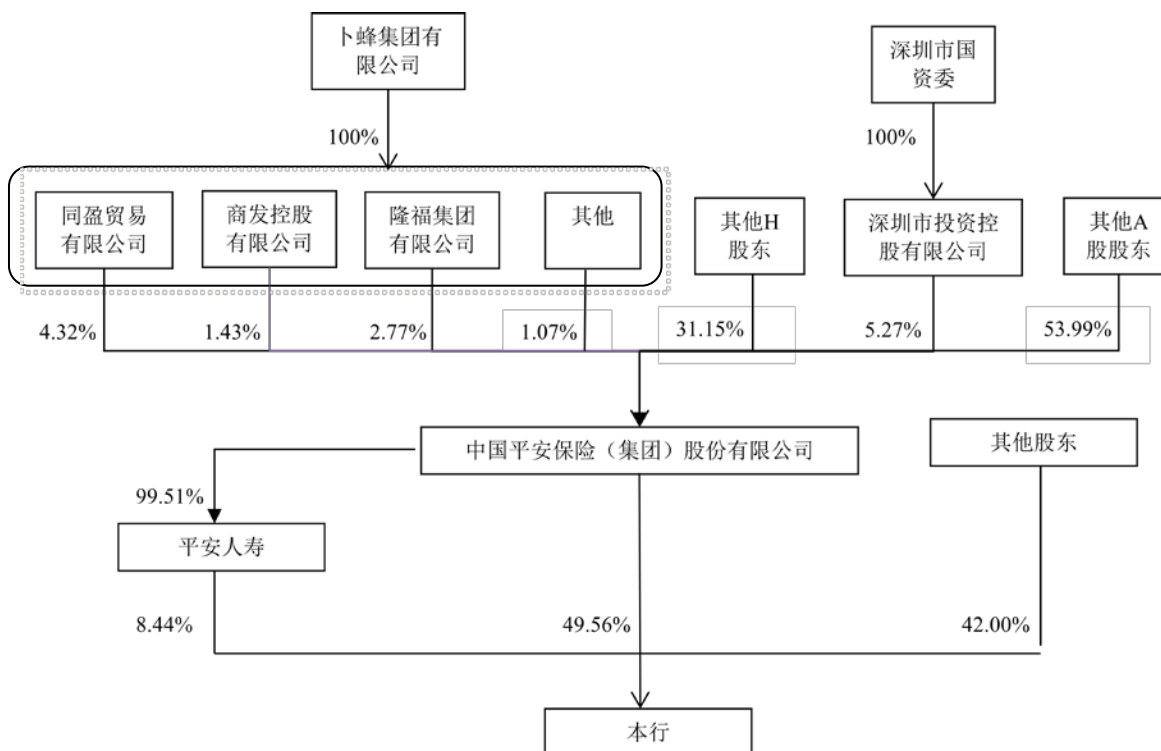 卜蜂集团有
限公司
深圳市国
资委
100%
100%
同盈贸易
有限公司
商发控股
有限公司
隆福集团
有限公司
其他
其他H
股东
深圳市投资控
股有限公司
其他A
股股东
4.32%
1.43%
2.77%
1.07%
31.15%
5.27%
53.99%
中国平安保险（集团）股份有限公司
其他股东
99.51%
平安人寿
8.44%
49.56%
42.00%
本行